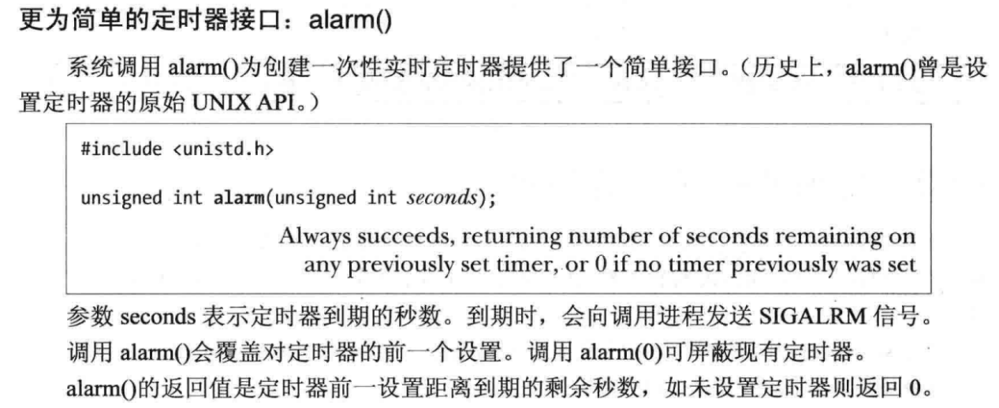 更为简单的定时器接口：alarm()
系统调用 alarm()为创建一次性实时定时器提供了一个简单接口。（历史上，alarm()曾是设
置定时器的原始 UNIX API。）
#include <unistd.h>
unsigned int alarm(unsigned int seconds);
Always succeeds, returning number of seconds remaining on
any previously set timer, or 0 if no timer previously was set
参数 seconds 表示定时器到期的秒数。到期时，会向调用进程发送 SIGALRM 信号。
调用 alarm()会覆盖对定时器的前一个设置。调用 alarm(0)可屏蔽现有定时器。
alarm()的返回值是定时器前一设置距离到期的剩余秒数，如未设置定时器则返回 0。